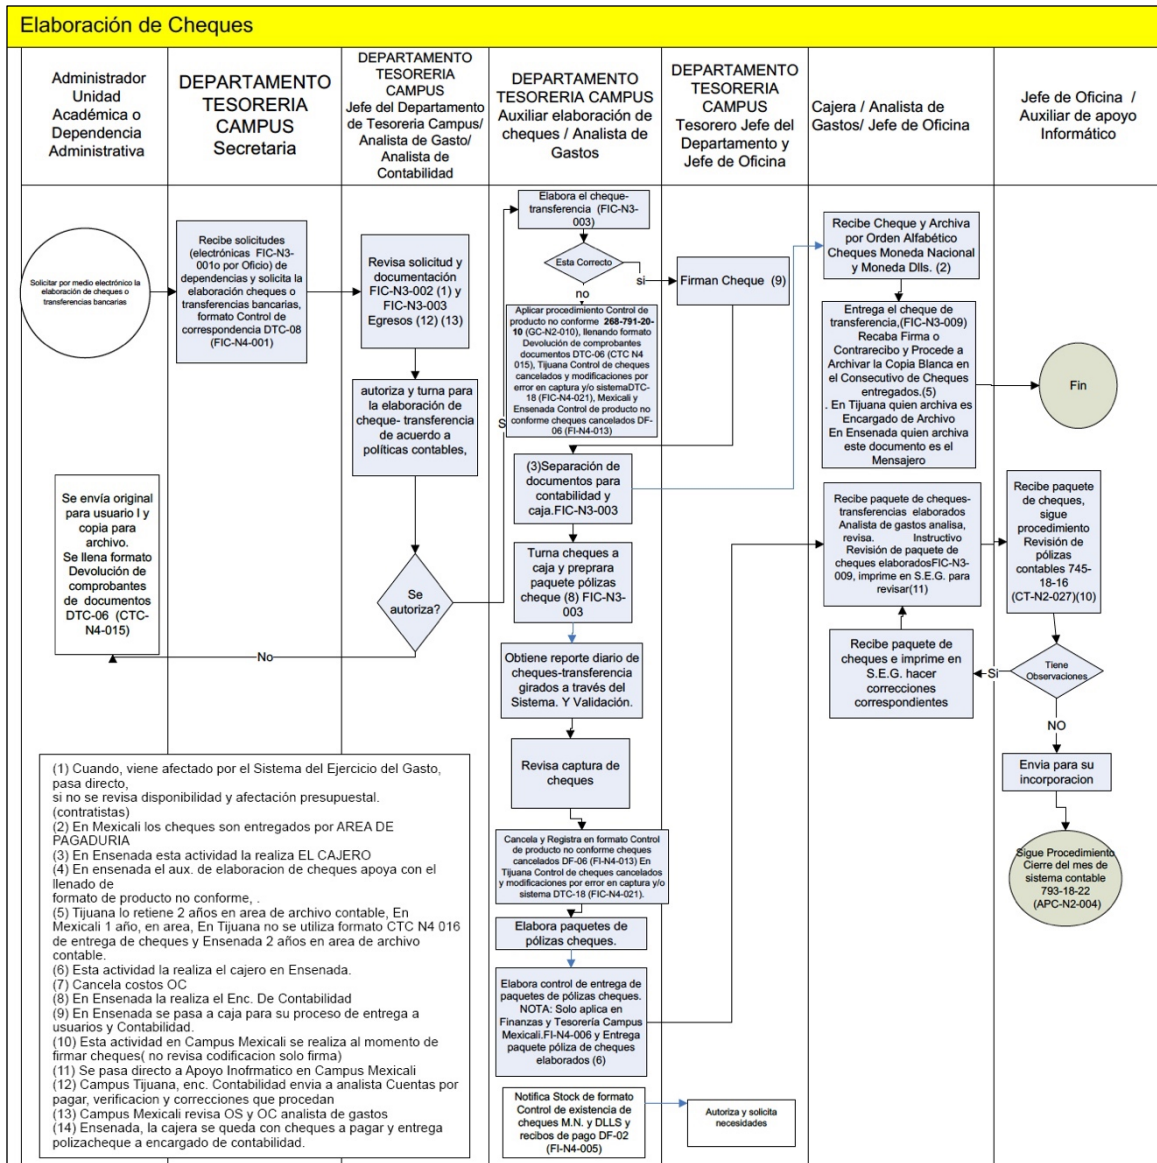 Elaboración de Cheques
Administrador
Unidad
Académica o
Dependencia
Administrativa
DEPARTAMENTO
TESORERIA
CAMPUS
Secretaria
DEPARTAMENTO
TESORERIA
CAMPUS
Jefe del Departamento
de Tesoreria Campus/
Analista de Gasto/
Analista de
Contabilidad
DEPARTAMENTO
TESORERIA CAMPUS
Auxiliar elaboración de
cheques / Analista de
Gastos
DEPARTAMENTO
TESORERIA
CAMPUS
Tesorero Jefe del
Departamento y
Jefe de Oficina
Cajera / Analista de
Gastos/ Jefe de Oficina
Jefe de Oficina /
Auxiliar de apoyo
Informático
Solicitar por medio electrónico la
elaboración de cheques o
transferencias bancarias
Recibe solicitudes
(electrónicas FIC-N3-
001o por Oficio) de
dependencias y solicita la
elaboración cheques o
transferencias bancarias,
formato Control de
correspondencia DTC-08
(FIC-N4-001)
Revisa solicitud y
documentación
FIC-N3-002 (1) y
FIC-N3-003
Egresos (12) (13)
autoriza y turna para
la elaboración de
cheque- transferencia
de acuerdo a
políticas contables,
Se
autoriza?
S
No
Se envía original
para usuario I y
copia para
archivo.
Se llena formato
Devolución de
comprobantes
de documentos
DTC-06 (CTC-
N4-015)
Elabora el cheque-
transferencia (FIC-N3-
003)
Esta Correcto
si
no
Firman Cheque (9)
Aplicar procedimiento Control de
producto no conforme 268-791-20-
10 (GC-N2-010), llenando formato
Devolución de comprobantes
documentos DTC-06 (CTC N4
015), Tijuana Control de cheques
cancelados y modificaciones por
error en captura y/o sistemaDTC-
18 (FIC-N4-021), Mexicali y
Ensenada Control de producto no
conforme cheques cancelados DF-
06 (FI-N4-013)
(3)Separación de
documentos para
contabilidad y
caja.FIC-N3-003
Turna cheques a
caja y preprara
paquete pólizas
cheque (8) FIC-N3-
003
Obtiene reporte diario de
cheques-transferencia
girados a través del
Sistema. Y Validación.
Revisa captura de
cheques
Cancela y Registra en formato Control
de producto no conforme cheques
cancelados DF-06 (FI-N4-013) En
Tijuana Control de cheques cancelados
y modificaciones por error en captura y/o
sistema DTC-18 (FIC-N4-021).
Elabora paquetes de
pólizas cheques.
Elabora control de entrega de
paquetes de pólizas cheques.
NOTA: Solo aplica en
Finanzas y Tesorería Campus
Mexicali.FI-N4-006 y Entrega
paquete póliza de cheques
elaborados (6)
Notifica Stock de formato
Control de existencia de
cheques M.N. y DLLS y
recibos de pago DF-02
(FI-N4-005)
Autoriza y solicita
necesidades
Recibe Cheque y Archiva
por Orden Alfabético
Cheques Moneda Nacional
y Moneda Dlls. (2)
Entrega el cheque de
transferencia,(FIC-N3-009)
Recaba Firma o
Contrarecibo y Procede a
Archivar la Copia Blanca en
el Consecutivo de Cheques
entregados.(5)
. En Tijuana quien archiva es
Encargado de Archivo
En Ensenada quien archiva
este documento es el
Mensajero
Fin
Recibe paquete de cheques-
transferencias elaborados
Analista de gastos analisa,
revisa. Instructivo
Revisión de paquete de
cheques elaboradosFIC-N3-
009, imprime en S.E.G. para
revisar(11)
Recibe paquete de
cheques e imprime en
S.E.G. hacer
correcciones
correspondientes
Recibe paquete
de cheques,
sigue
procedimiento
Revisión de
pólizas
contables 745-
18-16
(CT-N2-027)(10)
Tiene
Observaciones
Si
NO
Envia para su
incorporacion
Sigue Procedimiento
Cierre del mes de
sistema contable
793-18-22
(APC-N2-004)
(1) Cuando, viene afectado por el Sistema del Ejercicio del Gasto,
pasa directo,
si no se revisa disponibilidad y afectación presupuestal.
(contratistas)
(2) En Mexicali los cheques son entregados por AREA DE
PAGADURIA
(3) En Ensenada esta actividad la realiza EL CAJERO
(4) En ensenada el aux. de elaboracion de cheques apoya con el
llenado de
formato de producto no conforme, .
(5) Tijuana lo retiene 2 años en area de archivo contable, En
Mexicali 1 año, en area, En Tijuana no se utiliza formato CTC N4 016
de entrega de cheques y Ensenada 2 años en area de archivo
contable.
(6) Esta actividad la realiza el cajero en Ensenada.
(7) Cancela costos OC
(8) En Ensenada la realiza el Enc. De Contabilidad
(9) En Ensenada se pasa a caja para su proceso de entrega a
usuarios y Contabilidad.
(10) Esta actividad en Campus Mexicali se realiza al momento de
firmar cheques( no revisa codificacion solo firma)
(11) Se pasa directo a Apoyo Inofrmatico en Campus Mexicali
(12) Campus Tijuana, enc. Contabilidad envia a analista Cuentas por
pagar, verificacion y correcciones que procedan
(13) Campus Mexicali revisa OS y OC analista de gastos
(14) Ensenada, la cajera se queda con cheques a pagar y entrega
polizacheque a encargado de contabilidad.